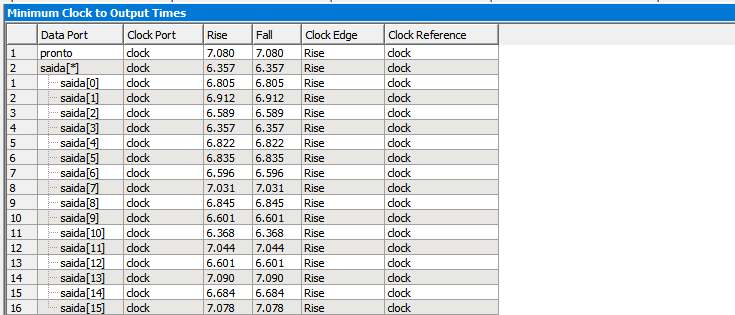 Minimum Clock to Output Times
Data Port Clock Port Rise Fall Clock Edge Clock Reference
1 pronto clock 7.080 7.080 Rise clock
2 saida[*] clock 6.357 6.357 Rise clock
1 saida[0] clock 6.805 6.805 Rise clock
2 saida[1] clock 6.912 6.912 Rise clock
3 saida[2] clock 6.589 6.589 Rise clock
4 saida[3] clock 6.357 6.357 Rise clock
5 saida[4] clock 6.822 6.822 Rise clock
6 saida[5] clock 6.835 6.835 Rise clock
7 saida[6] clock 6.596 6.596 Rise clock
8 saida[7] clock 7.031 7.031 Rise clock
9 saida[8] clock 6.845 6.845 Rise clock
10 saida[9] clock 6.601 6.601 Rise clock
11 saida[10] clock 6.368 6.368 Rise clock
12 saida[11] clock 7.044 7.044 Rise clock
13 saida[12] clock 6.601 6.601 Rise clock
14 saida[13] clock 7.090 7.090 Rise clock
15 saida[14] clock 6.684 6.684 Rise clock
16 saida[15] clock 7.078 7.078 Rise clock